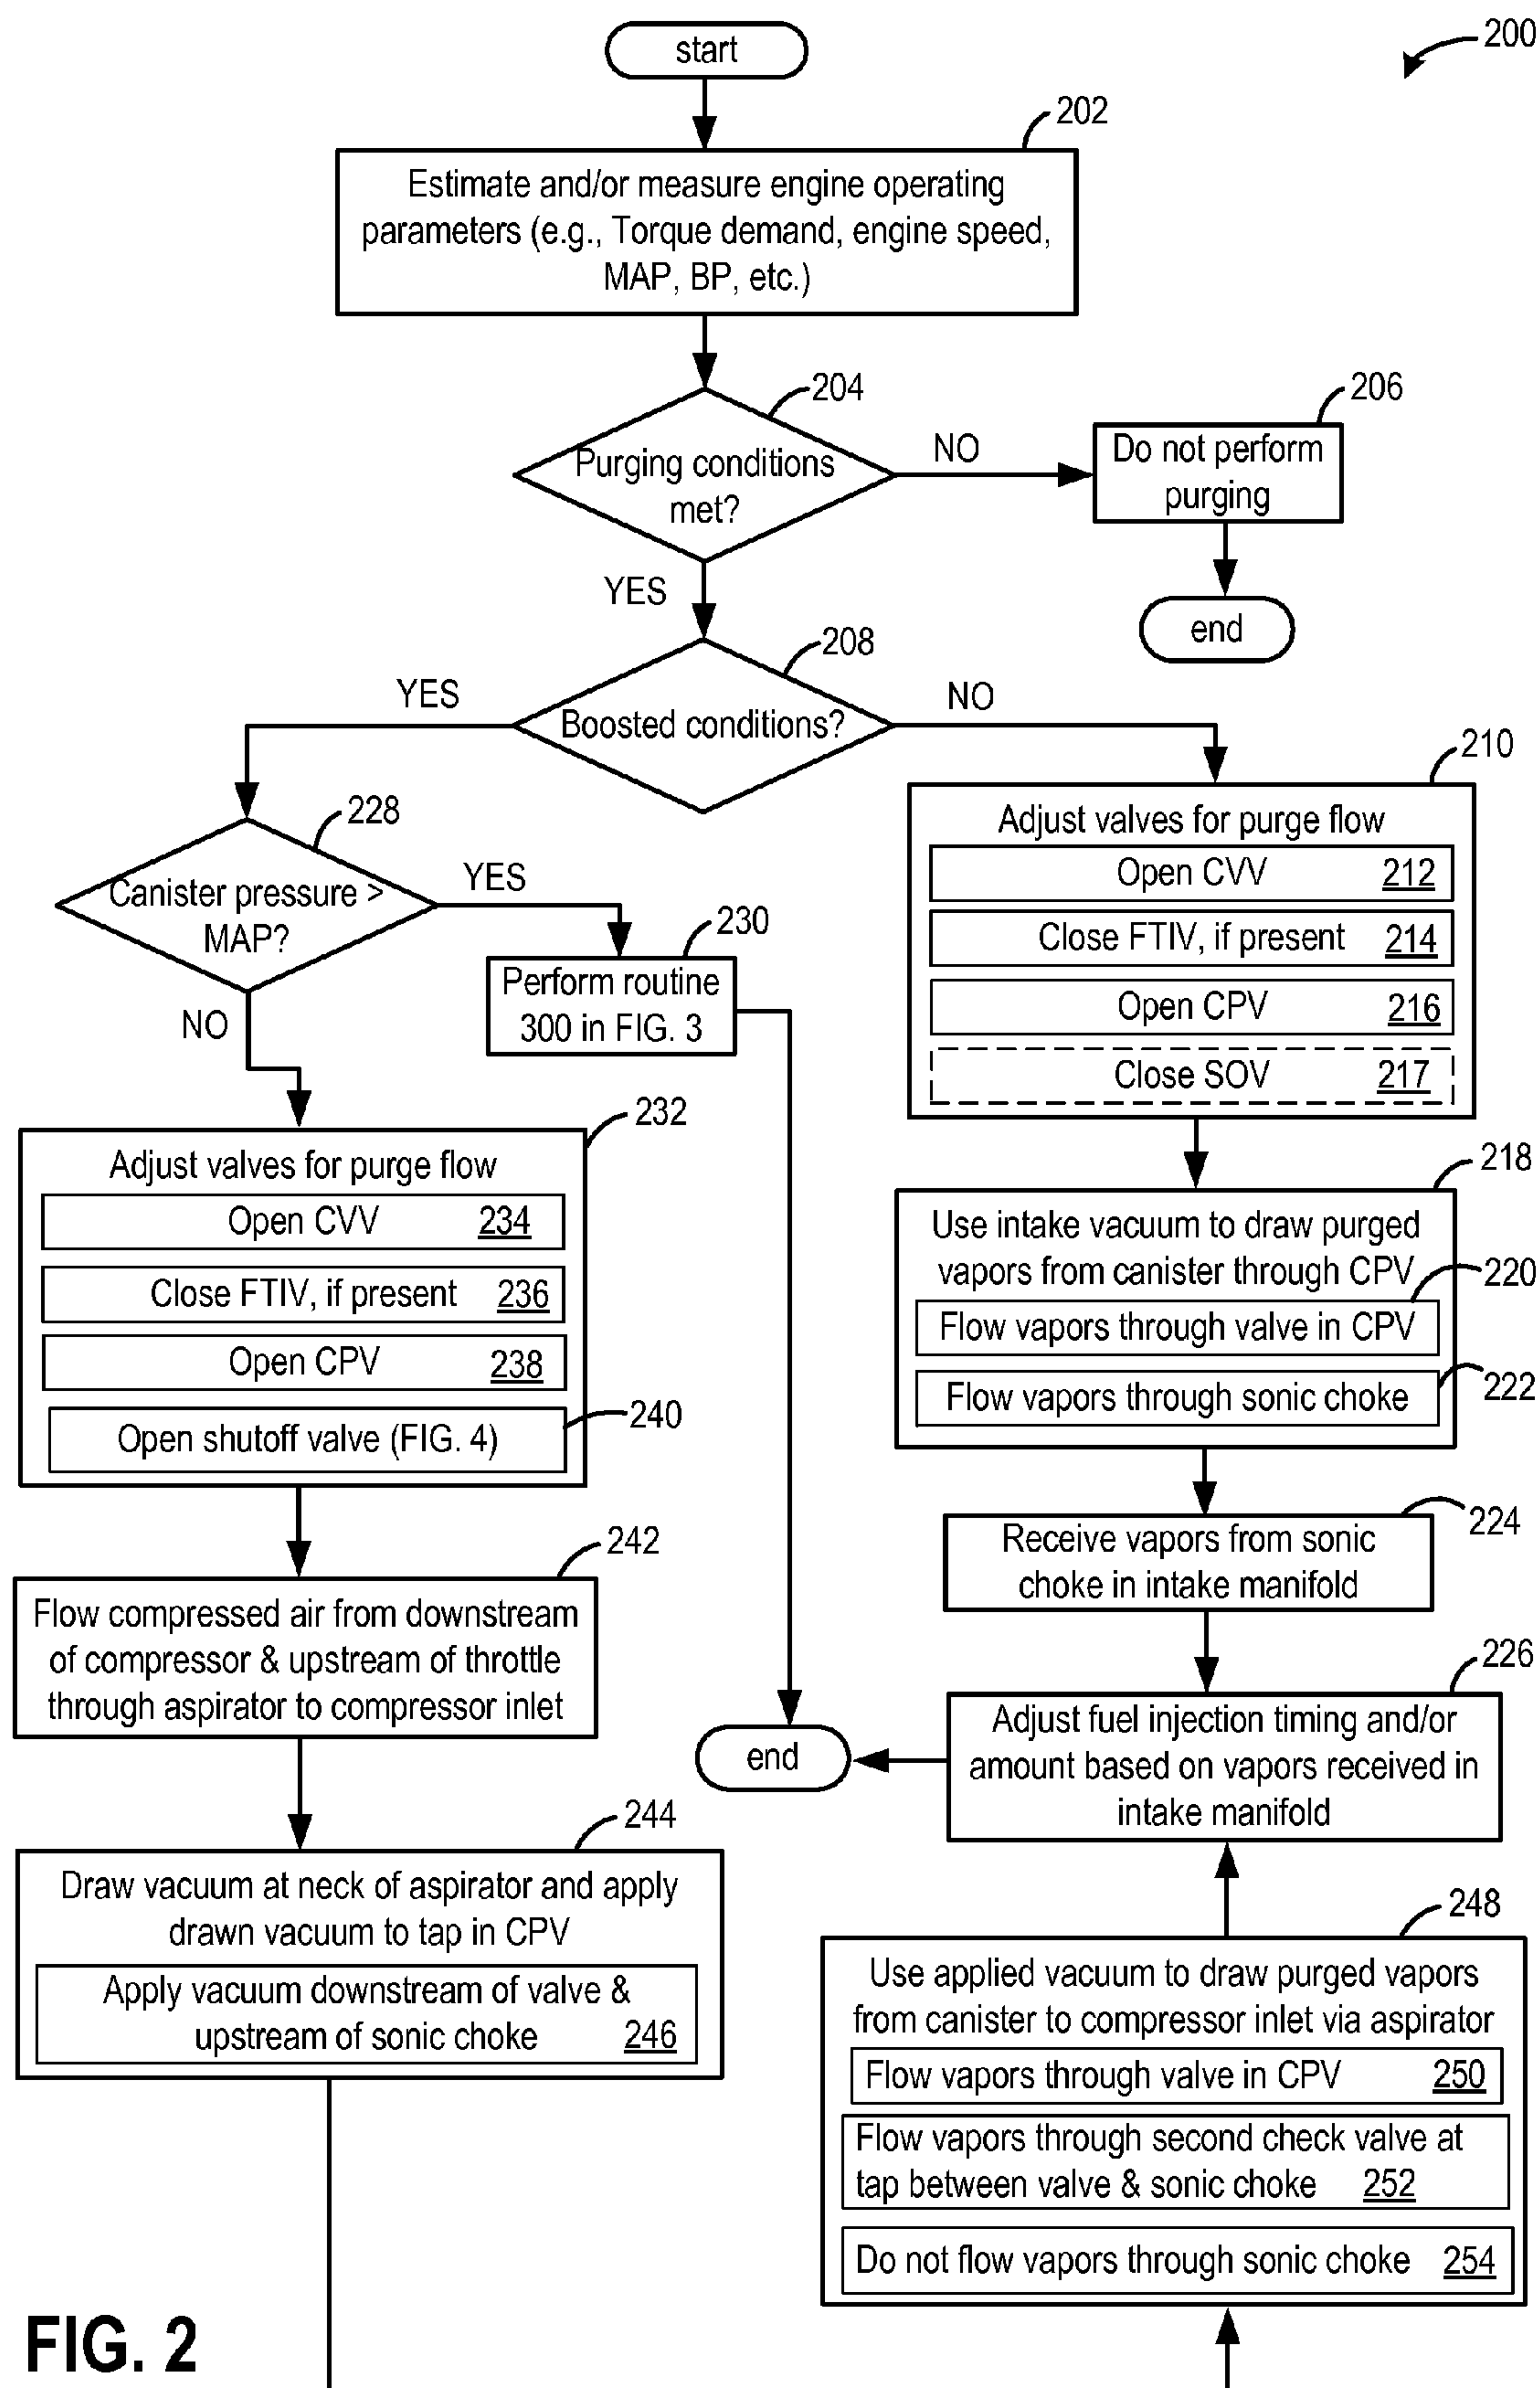 200
start
202
Estimate and/or measure engine operating
parameters (e.g., Torque demand, engine speed,
MAP, BP, etc.)
204
Purging conditions
met?
NO
206
Do not perform
purging
end
YES
208
Boosted conditions?
YES
NO
228
Canister pressure >
MAP?
YES
230
Perform routine
300 in FIG. 3
NO
210
Adjust valves for purge flow
Open CVV 212
Close FTIV, if present 214
Open CPV 216
Close SOV 217
232
Adjust valves for purge flow
Open CVV 234
Close FTIV, if present 236
Open CPV 238
Open shutoff valve (FIG. 4)
240
218
Use intake vacuum to draw purged
vapors from canister through CPV
220
Flow vapors through valve in CPV
Flow vapors through sonic choke
222
224
Receive vapors from sonic
choke in intake manifold
242
Flow compressed air from downstream
of compressor & upstream of throttle
through aspirator to compressor inlet
226
Adjust fuel injection timing and/or
amount based on vapors received in
intake manifold
end
244
Draw vacuum at neck of aspirator and apply
drawn vacuum to tap in CPV
Apply vacuum downstream of valve &
upstream of sonic choke 246
248
Use applied vacuum to draw purged vapors
from canister to compressor inlet via aspirator
Flow vapors through valve in CPV 250
Flow vapors through second check valve at
tap between valve & sonic choke 252
Do not flow vapors through sonic choke 254
FIG. 2